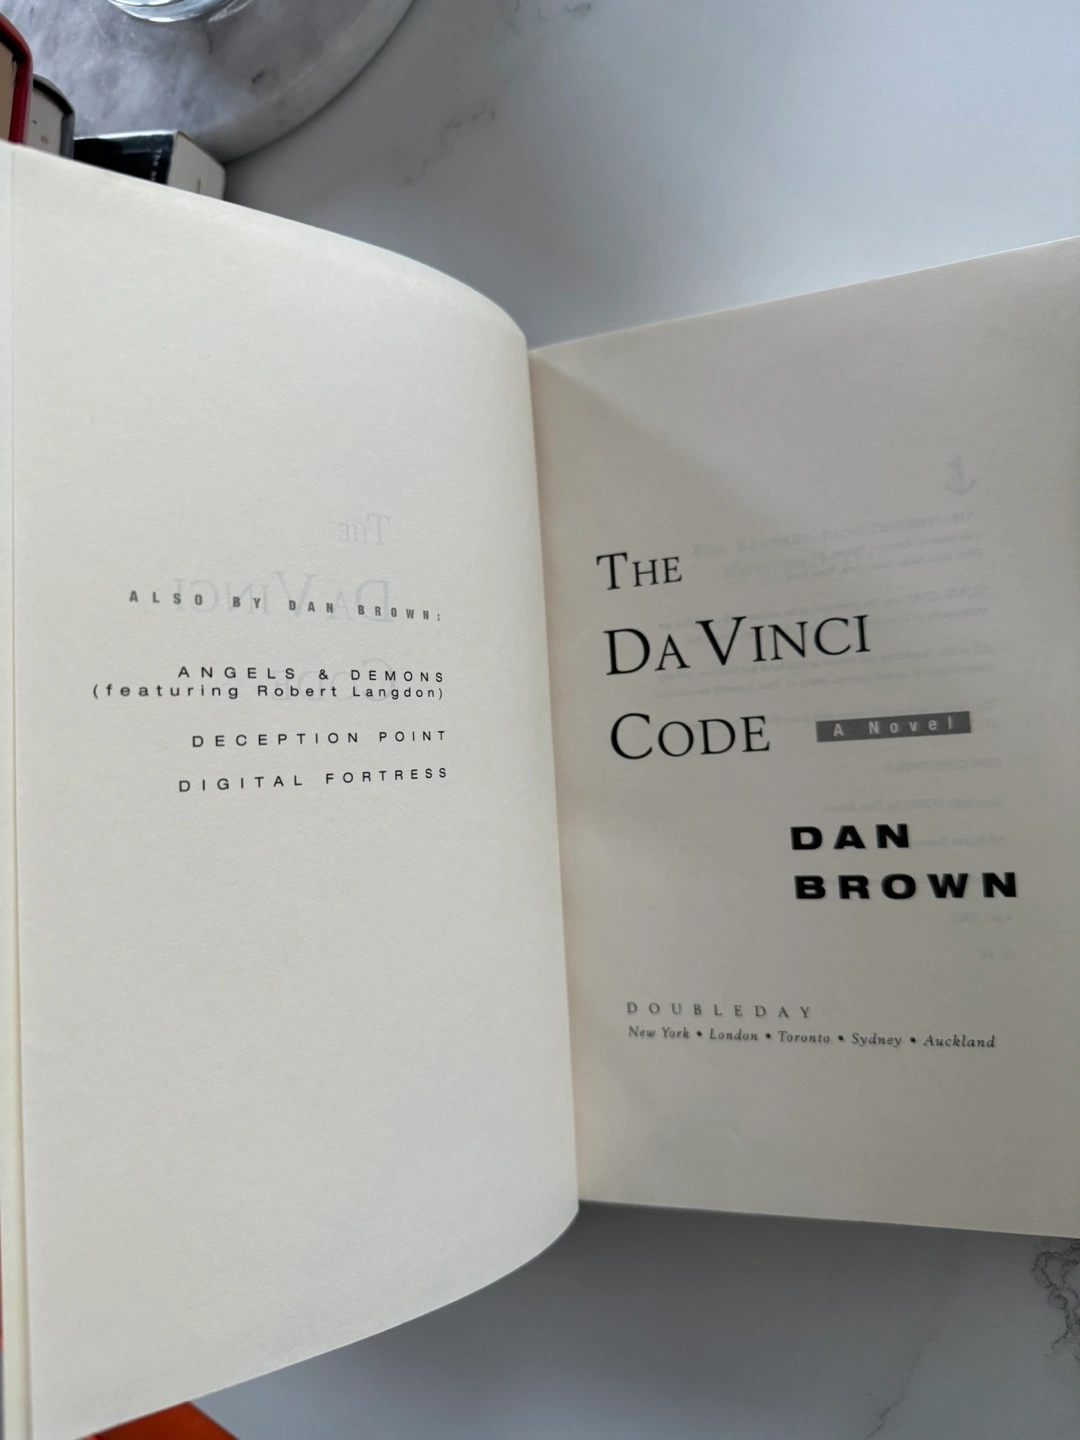 ALSO BY DAN BROWN:
ANGELS & DEMONS
(featuring Robert Langdon)
DECEPTION POINT
DIGITAL FORTRESS
THE
DA VINCI
CODE
A Novel
DAN
BROWN
DOUBLEDAY
New York • London • Toronto • Sydney • Auckland